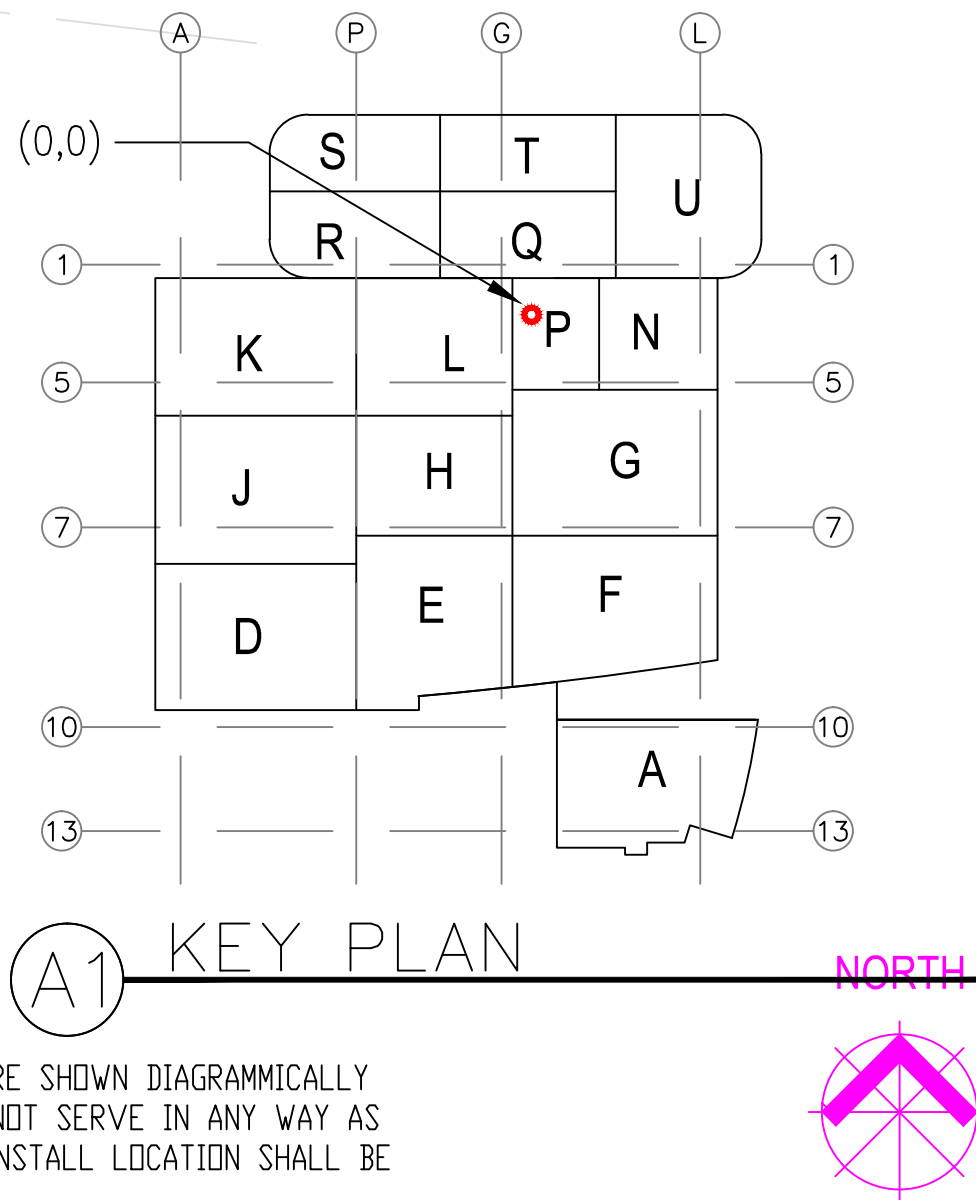 A P G L
(0,0)
S T U
R Q
1 1
K L P N
5 5
J H G
7 7
D E F
10 10
A
13 13
A1 KEY PLAN
NORTH
RE SHOWN DIAGRAMMICALLY
NOT SERVE IN ANY WAY AS
NSTALL LOCATION SHALL BE